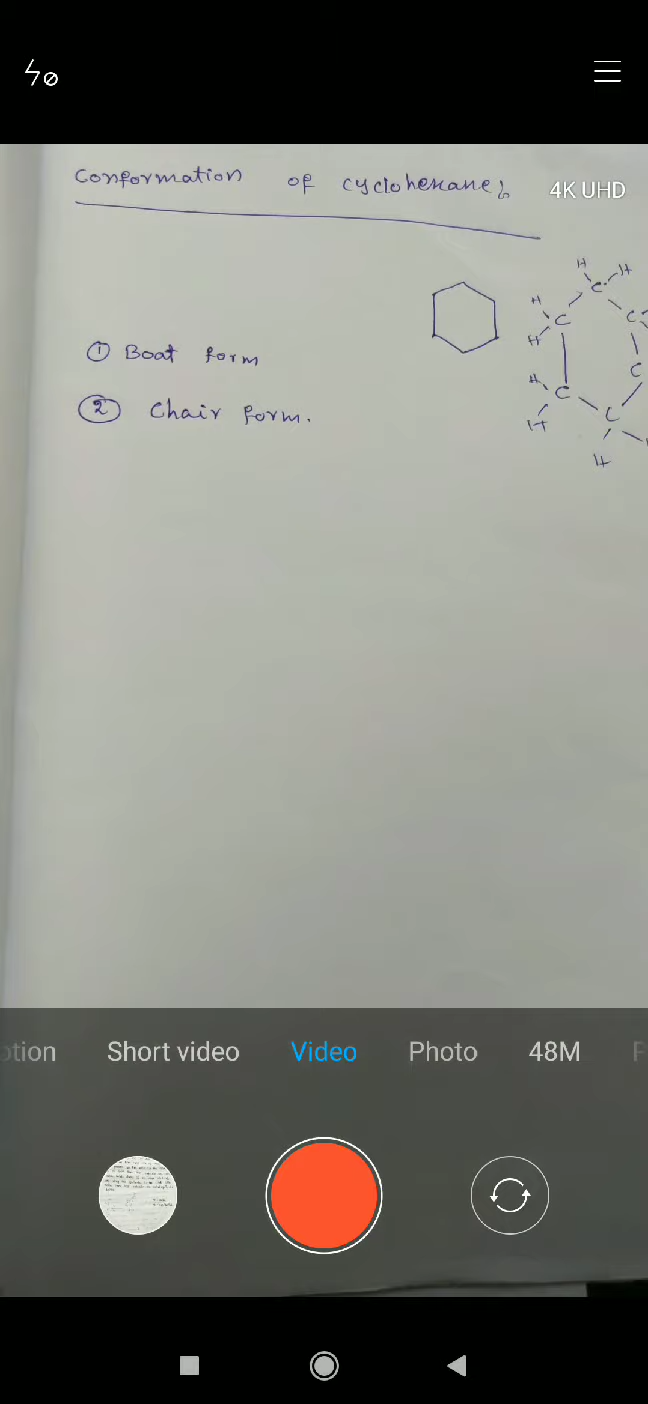 4K UHD
Conformation of cyclohexane:
① Boat form
② Chair form.
H H
H C C
H C
H C C
H H
Short video Video Photo 48M